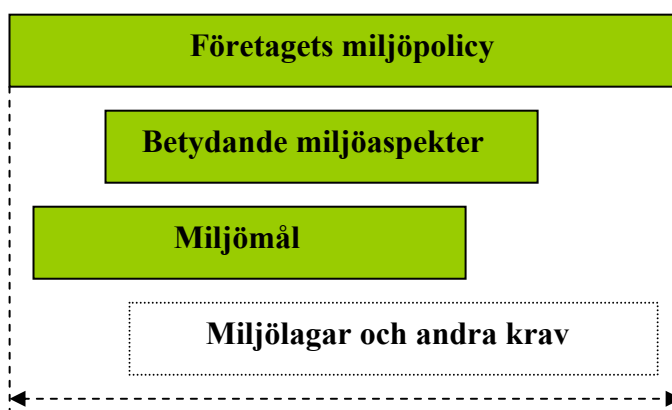 Företagets miljöpolicy
Betydande miljöaspekter
Miljömål
Miljölagar och andra krav